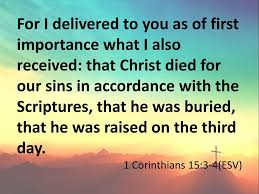 For I delivered to you as of first
importance what I also
received: that Christ died for
our sins in accordance with the
Scriptures, that he was buried,
that he was raised on the third
day.
1 Corinthians 15:3-4(ESV)